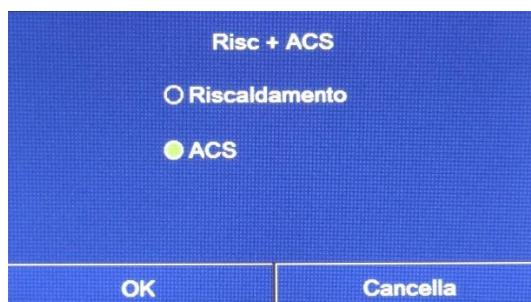 Risc + ACS
Riscaldamento
ACS
OK
Cancella